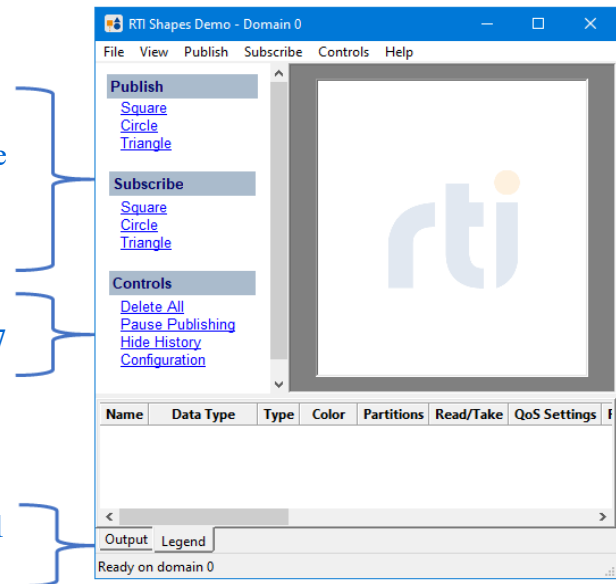 RTI Shapes Demo - Domain 0
File View Publish Subscribe Controls Help
Publish
Square
Circle
Triangle
e
Subscribe
Square
Circle
Triangle
Controls
Delete All
Pause Publishing
7
Hide History
Configuration
rti
Name Data Type Type Color Partitions Read/Take QoS Settings
Output Legend
Ready on domain 0